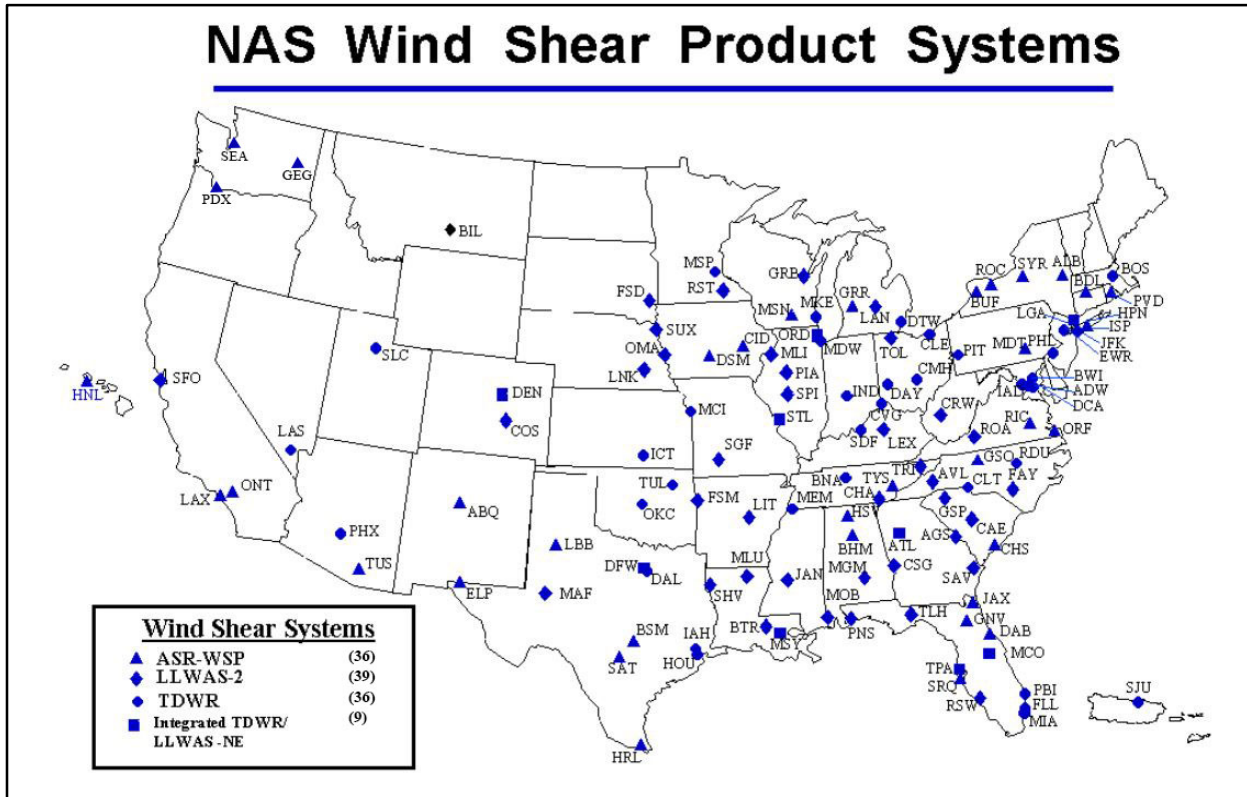 NAS Wind Shear Product Systems
SEA
GEG
PDX
BIL
MSP
RST
GRB
FSD
MSN
MKE
GRR
LAN
DTW
ROC
SYR
ALB
BDL
BOS
BUF
PVD
LGA
HPN
ISP
JFK
EWR
SUX
OMA
CID
DSM
ORD
MDW
MLI
TOL
CLE
PIT
MDT
PHL
SLC
HNL
SFO
DEN
COS
LNK
PIA
SPI
STL
IND
DAY
CMH
CVG
SDF
LEX
CRW
IAD
BWI
ADW
DCA
RIC
ORF
ROA
LAS
MCI
ICT
SGF
TUL
OKC
BNA
TRI
TYS
CHA
GSO
RDU
AVL
CLT
FAY
LAX
ONT
PHX
TUS
ABQ
ELP
LBB
FSM
LIT
MEM
HSV
BHM
ATL
GSP
CAE
AGS
CHS
DFW
DAL
MAF
MLU
SHV
JAN
MGM
CSG
SAV
BSM
SAT
IAH
HOU
BTR
MSY
MOB
PNS
TLH
JAX
GNV
DAB
MCO
TPA
SRQ
RSW
PBI
FLL
MIA
SJU
HRL
Wind Shear Systems
ASR-WSP (36)
LLWAS-2 (39)
TDWR (36)
Integrated TDWR/ (9)
LLWAS -NE